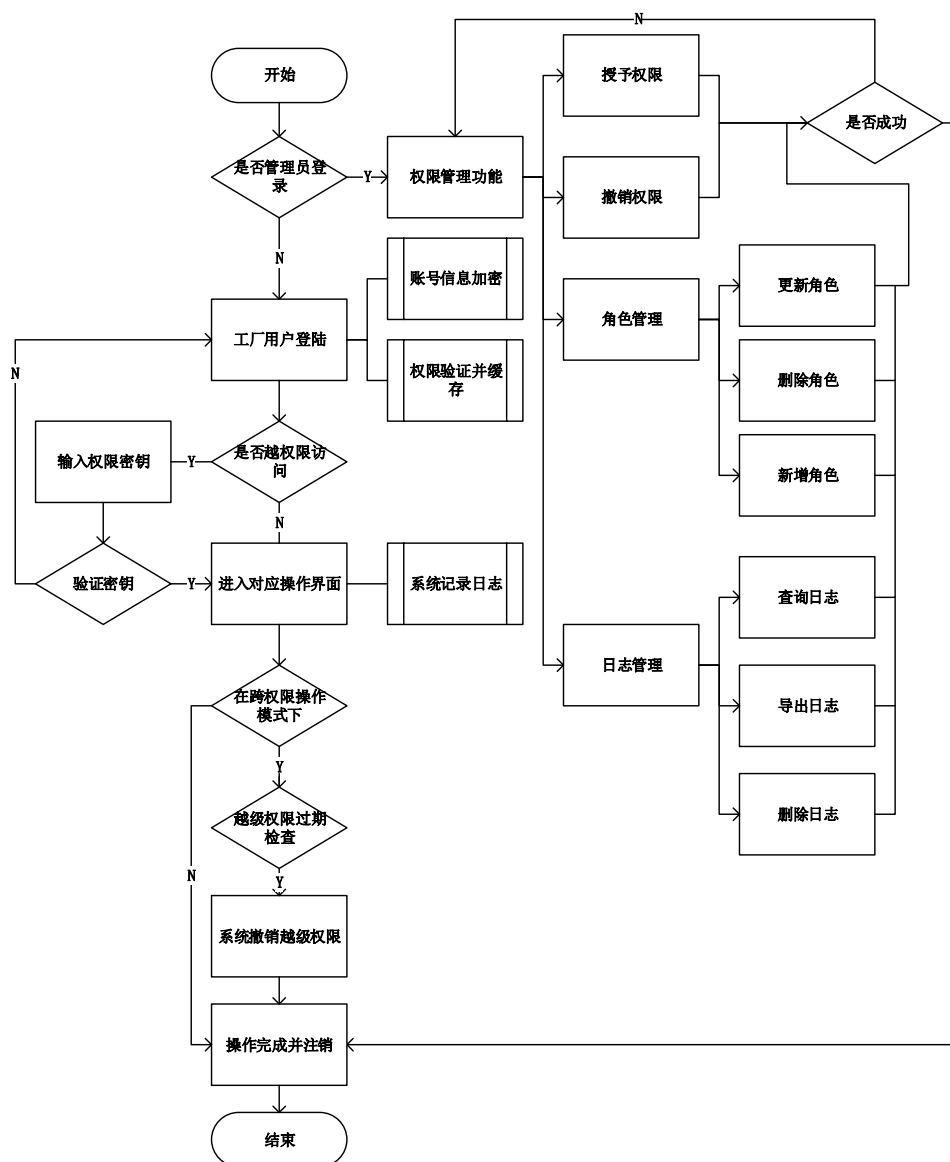 N
开始
授予权限
是否成功
是否管理员登
录
Y
权限管理功能
撤销权限
N
账号信息加密
更新角色
角色管理
工厂用户登陆
N
权限验证并缓
存
删除角色
输入权限密钥
Y
是否越权限访
问
新增角色
N
验证密钥
Y
进入对应操作界面
系统记录日志
查询日志
日志管理
在跨权限操作
模式下
导出日志
Y
越级权限过期
检查
删除日志
N
Y
系统撤销越级权限
操作完成并注销
结束